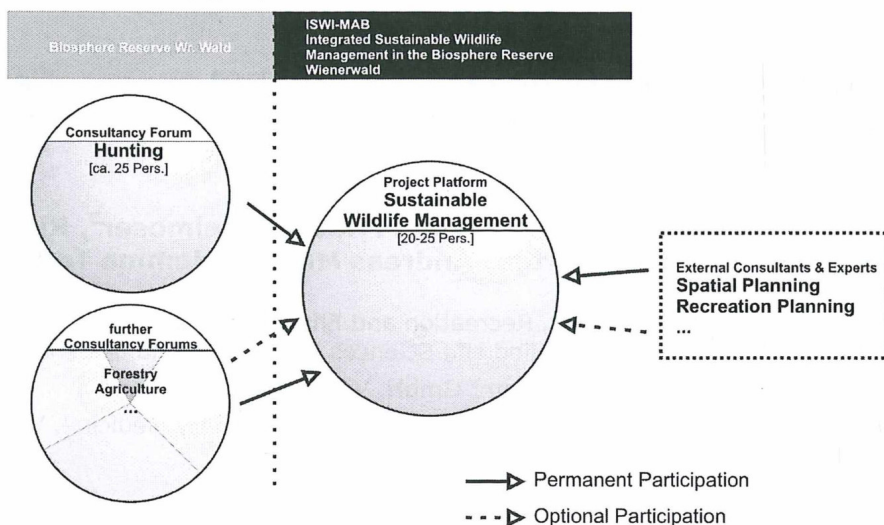 Biosphere Reserve Wr. Wald
ISWI-MAB
Integrated Sustainable Wildlife
Management in the Biosphere Reserve
Wienerwald
Consultancy Forum
Hunting
[ca. 25 Pers.]
Project Platform
Sustainable
Wildlife Management
[20-25 Pers.]
External Consultants & Experts
Spatial Planning
Recreation Planning
...
further
Consultancy Forums
Forestry
Agriculture
...
Permanent Participation
Optional Participation